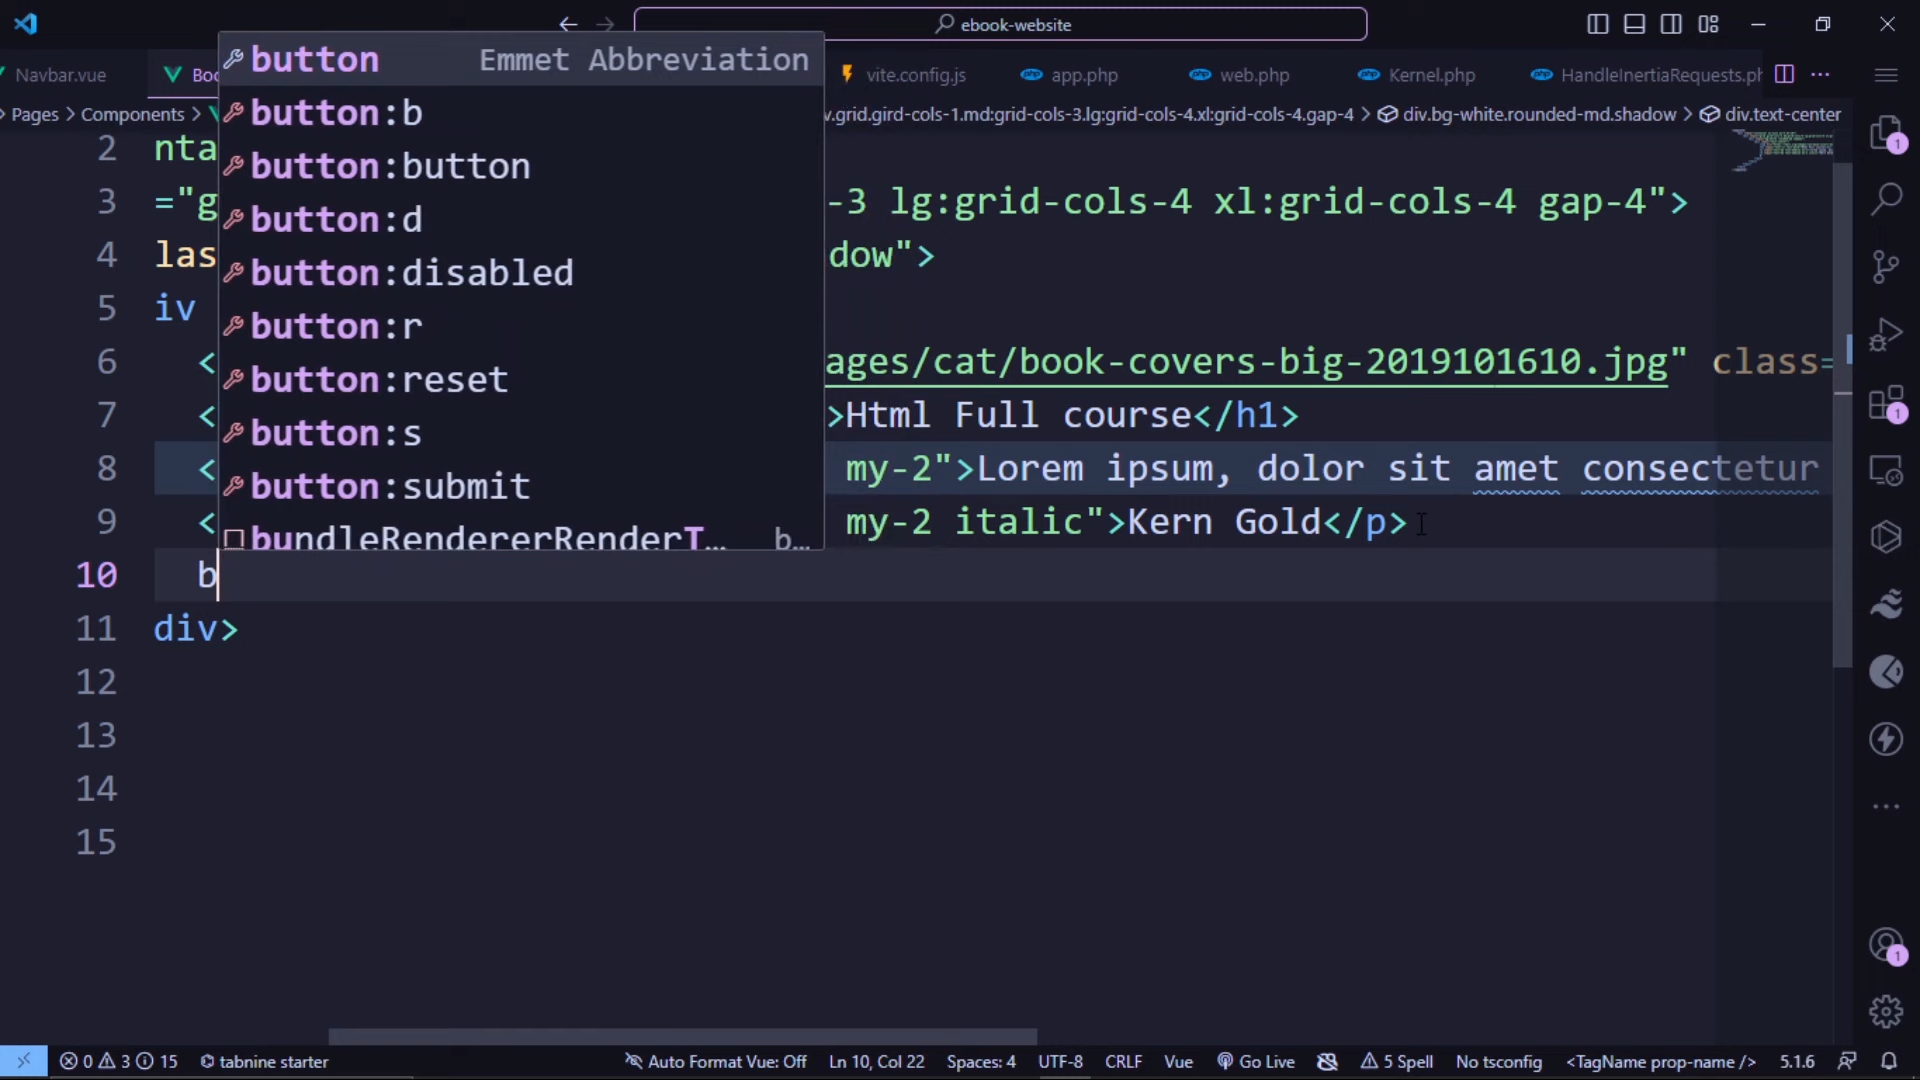 ebook-website
Navbar.vue
Boo
vite.config.js
app.php
web.php
Kernel.php
HandleInertiaRequests.ph
Pages > Components >
v.grid.gird-cols-1.md:grid-cols-3.lg:grid-cols-4.xl:grid-cols-4.gap-4 > div.bg-white.rounded-md.shadow > div.text-center
button Emmet Abbreviation
button:b
button:button
button:d
button:disabled
button:r
button:reset
button:s
button:submit
bundleRendererRenderT… b…
2 nta
3 ="g -3 lg:grid-cols-4 xl:grid-cols-4 gap-4">
4 las dow">
5 iv
6 < ages/cat/book-covers-big-2019101610.jpg" class=
7 < >Html Full course</h1>
8 < my-2">Lorem ipsum, dolor sit amet consectetur
9 < my-2 italic">Kern Gold</p>
10 b
11 div>
12
13
14
15
1
1
1
0 3 15 tabnine starter Auto Format Vue: Off Ln 10, Col 22 Spaces: 4 UTF-8 CRLF Vue Go Live 5 Spell No tsconfig <TagName prop-name /> 5.1.6